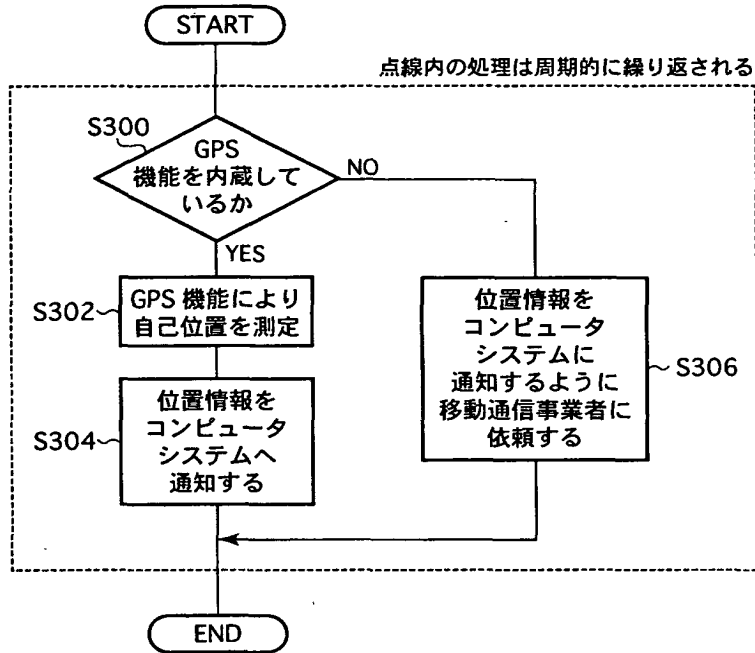 START
点線内の処理は周期的に繰り返される
S300
GPS
機能を内蔵して
いるか
NO
YES
S302
GPS 機能により
自己位置を測定
S304
位置情報を
コンピュータ
システムへ
通知する
位置情報を
コンピュータ
システムに
通知するように
移動通信事業者に
依頼する
S306
END